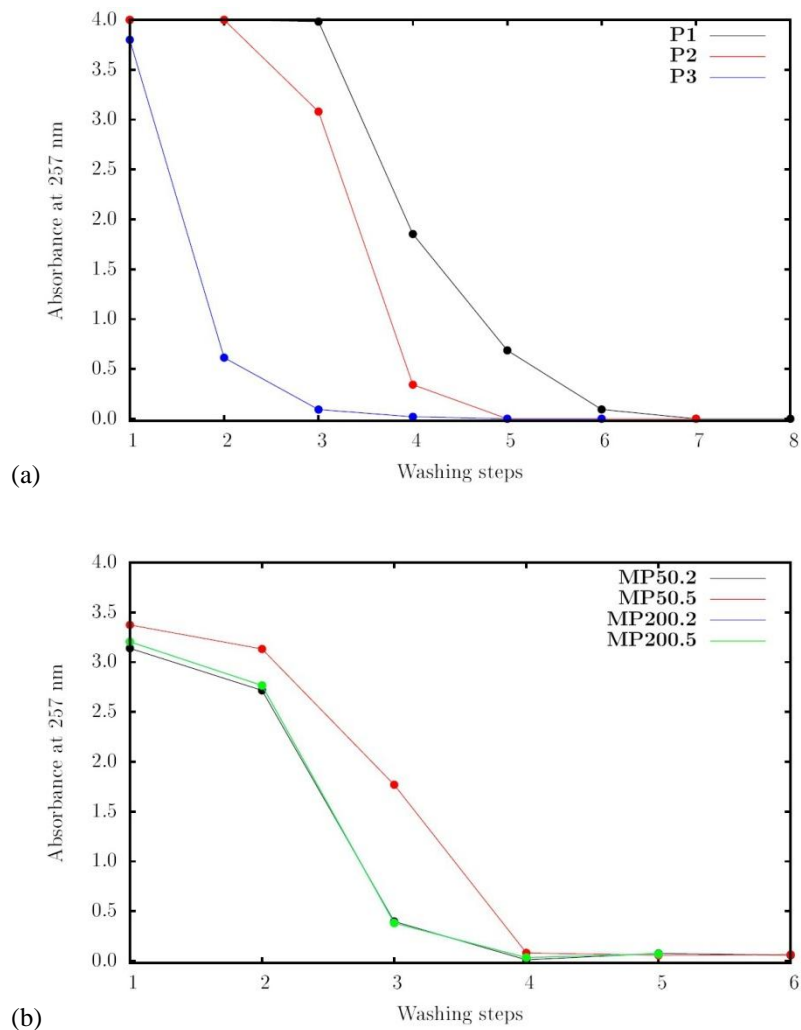 4.0
3.5
3.0
2.5
2.0
1.5
1.0
0.5
0.0
Absorbance at 257 nm
P1
P2
P3
1 2 3 4 5 6 7 8
Washing steps
(a)
4.0
3.5
3.0
2.5
2.0
1.5
1.0
0.5
0.0
Absorbance at 257 nm
MP50.2
MP50.5
MP200.2
MP200.5
1 2 3 4 5 6
Washing steps
(b)